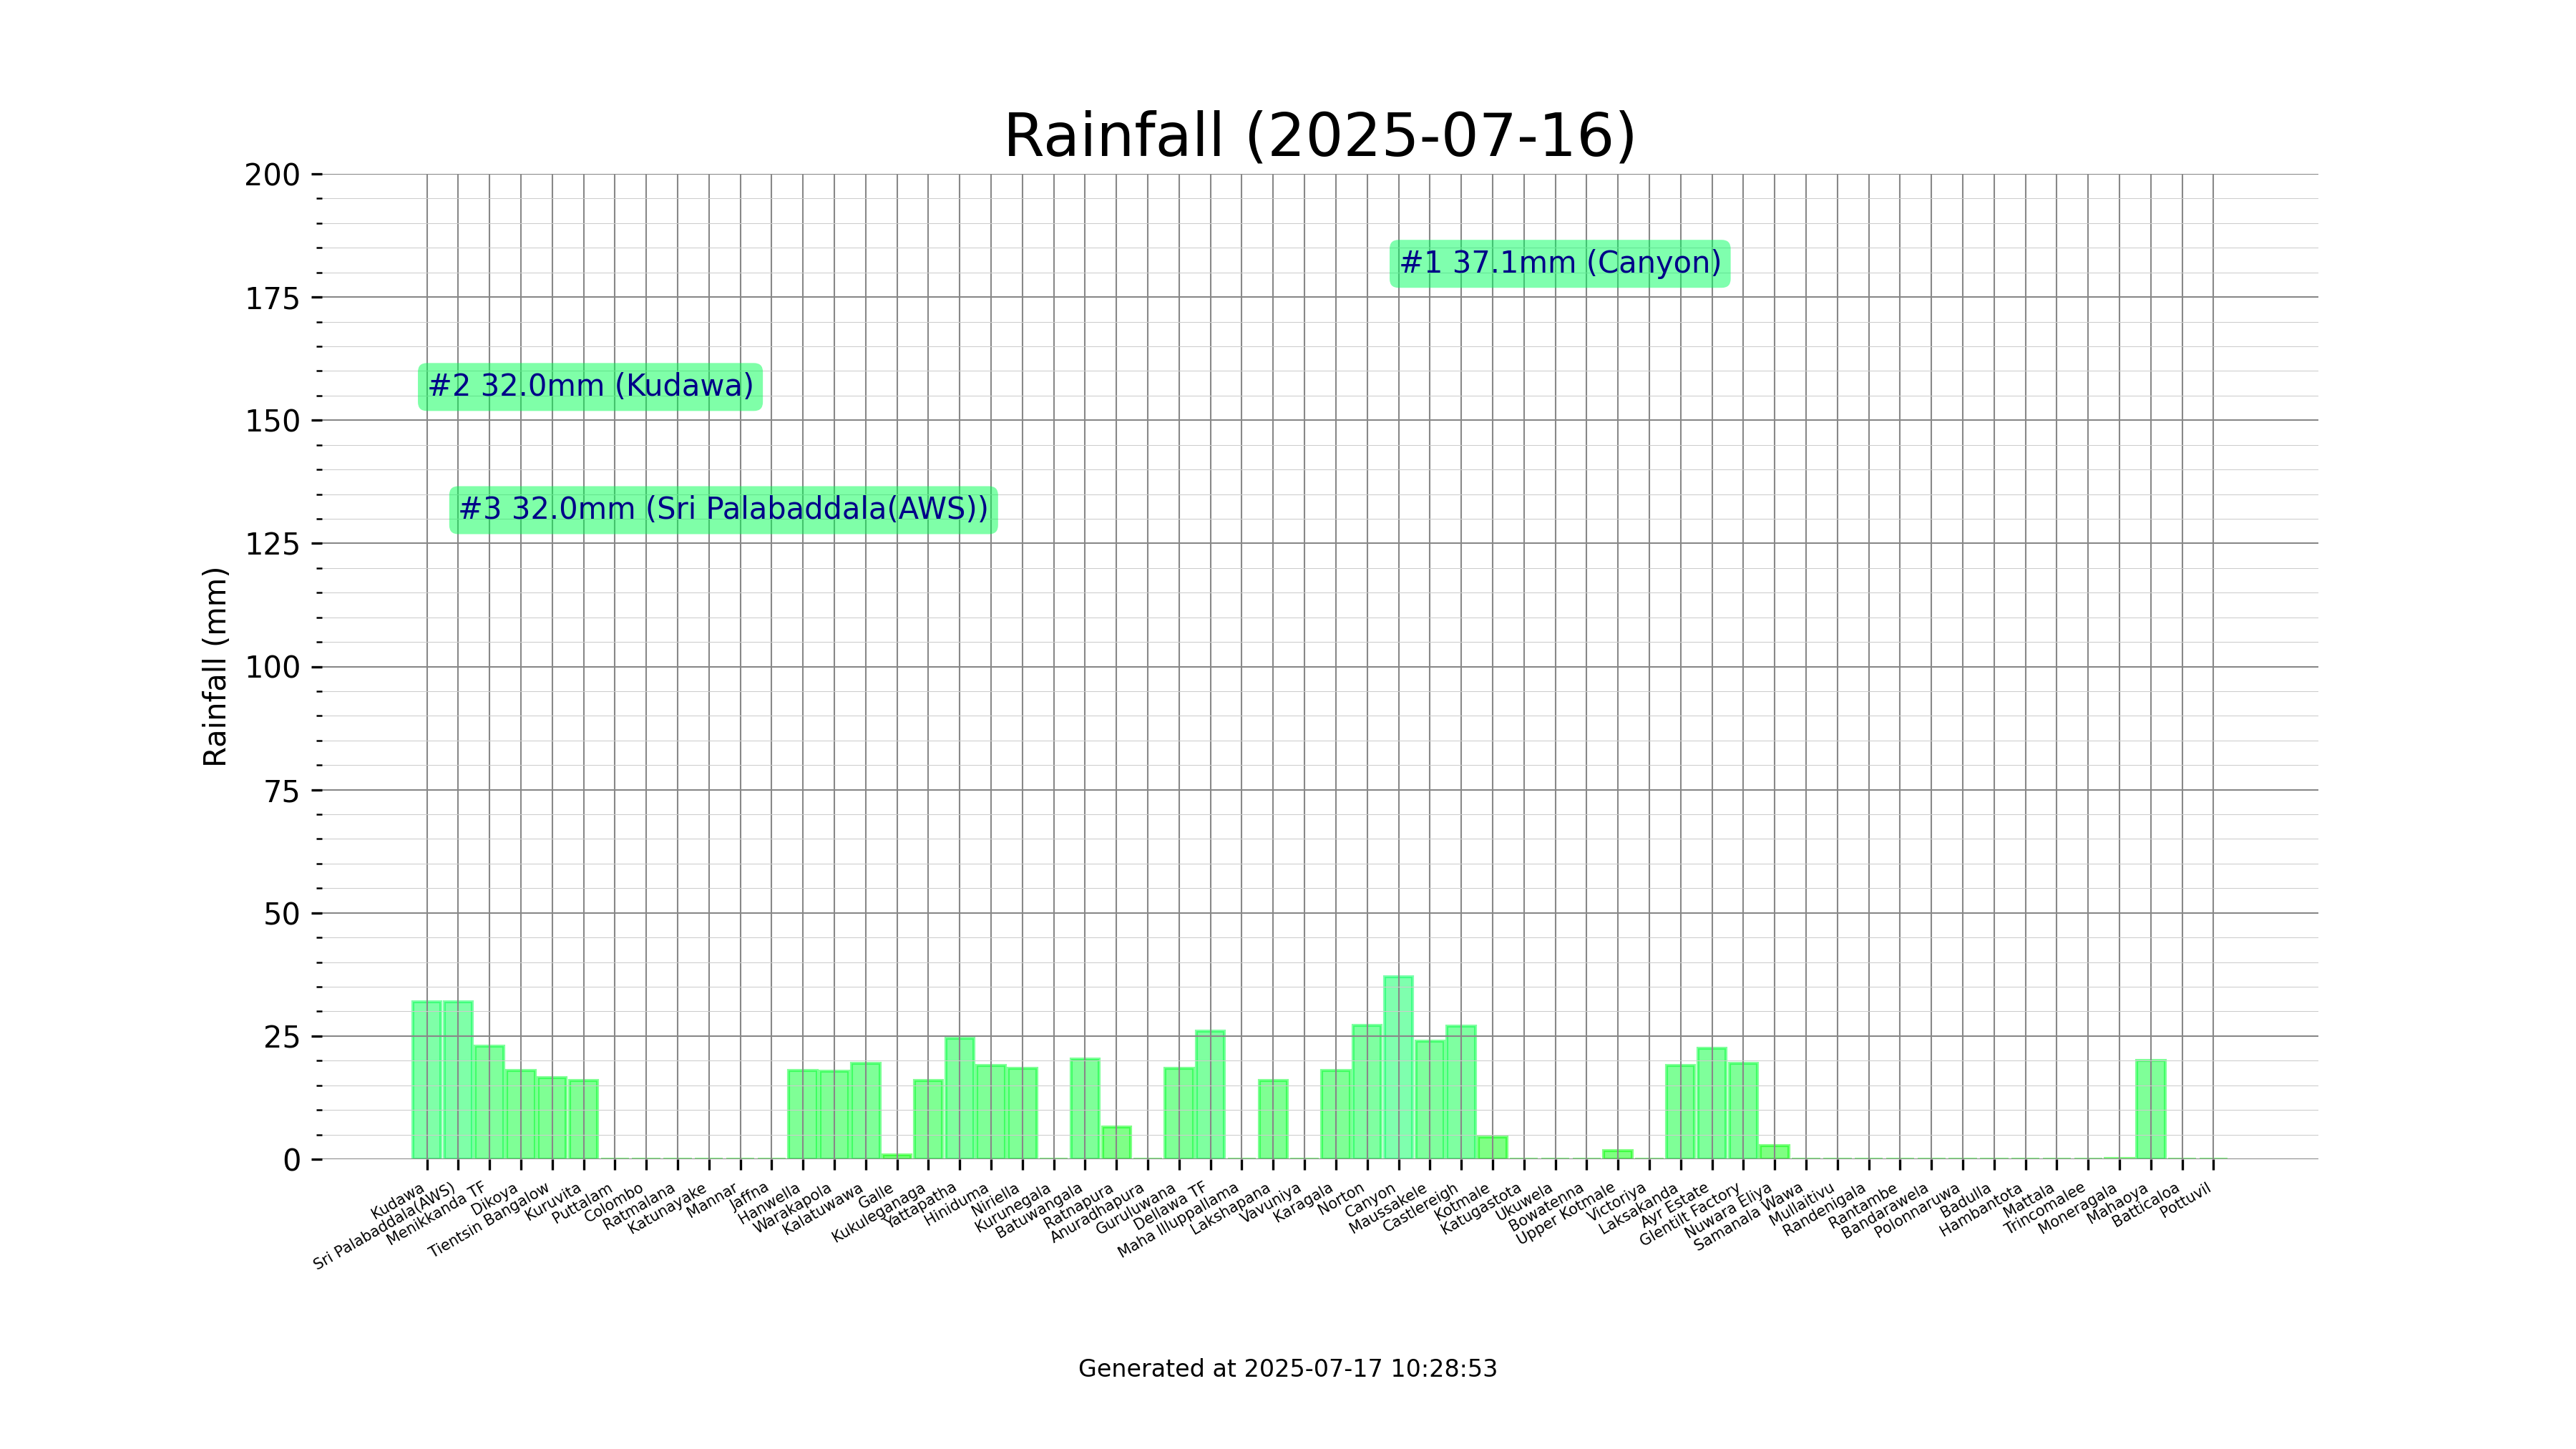 Rainfall (2025-07-16)
200
175
150
125
100
75
50
25
0
Rainfall (mm)
#1 37.1mm (Canyon)
#2 32.0mm (Kudawa)
#3 32.0mm (Sri Palabaddala(AWS))
Kudawa
Sri Palabaddala(AWS)
Menikkanda TF
Dikoya
Tientsin Bangalow
Kuruvita
Puttalam
Colombo
Ratmalana
Katunayake
Mannar
Jaffna
Hanwella
Warakapola
Kalatuwawa
Galle
Kukuleganaga
Yattapatha
Hiniduma
Niriella
Kurunegala
Batuwangala
Ratnapura
Anuradhapura
Guruluwana
Dellawa TF
Maha Illuppallama
Lakshapana
Vavuniya
Karagala
Norton
Canyon
Maussakele
Castlereigh
Kotmale
Katugastota
Ukuwela
Bowatenna
Upper Kotmale
Victoriya
Laksakanda
Ayr Estate
Glentilt Factory
Nuwara Eliya
Samanala Wawa
Mullaitivu
Randenigala
Rantambe
Bandarawela
Polonnaruwa
Badulla
Hambantota
Mattala
Trincomalee
Moneragala
Mahaoya
Batticaloa
Pottuvil
Generated at 2025-07-17 10:28:53